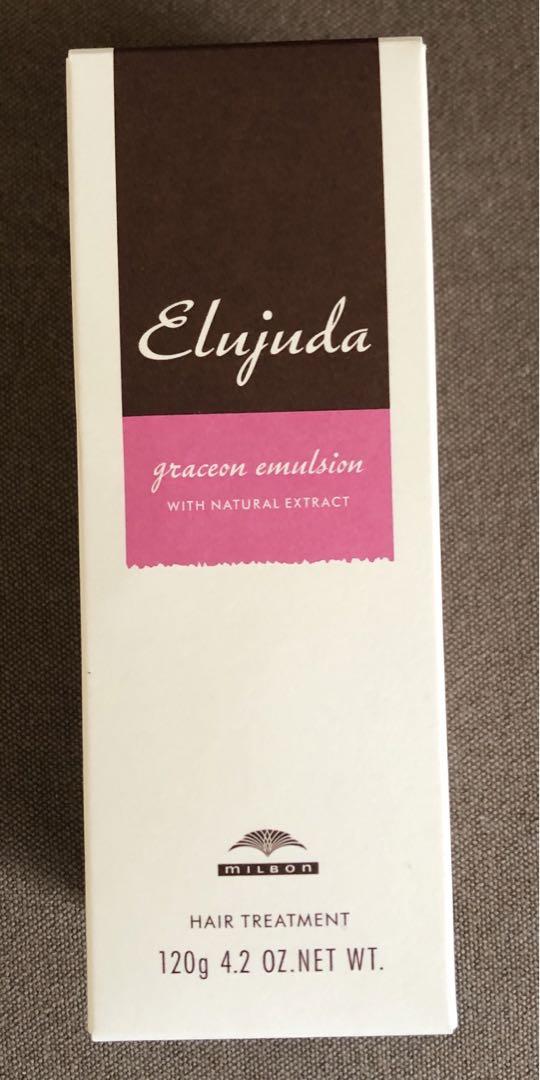 Elujuda
graceon emulsion
WITH NATURAL EXTRACT
milbon
HAIR TREATMENT
120g 4.2 OZ.NET WT.